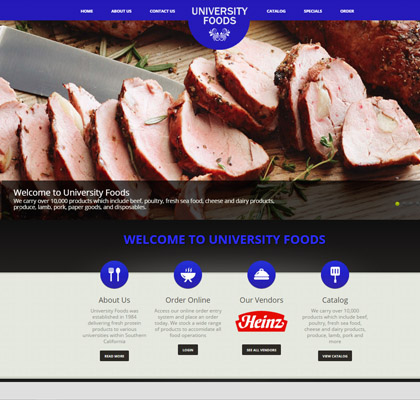 HOME ABOUT US CONTACT US UNIVERSITY FOODS CATALOG SPECIALS ORDER
Welcome to University Foods
We carry over 10,000 products which include beef, poultry, fresh sea food, cheese and dairy products,
produce, lamb, pork, paper goods, and disposables.
WELCOME TO UNIVERSITY FOODS
About Us
University Foods was
established in 1984
delivering fresh protein
products to various
universities within Southern
California
READ MORE
Order Online
Access our online order entry
system and place an order
today. We stock a wide range
of products to accomidate all
food operations
LOGIN
Our Vendors
Heinz
SEE ALL VENDORS
Catalog
We carry over 10,000
products which include beef,
poultry, fresh sea food,
cheese and dairy products,
produce, lamb, pork and
more
VIEW CATALOG